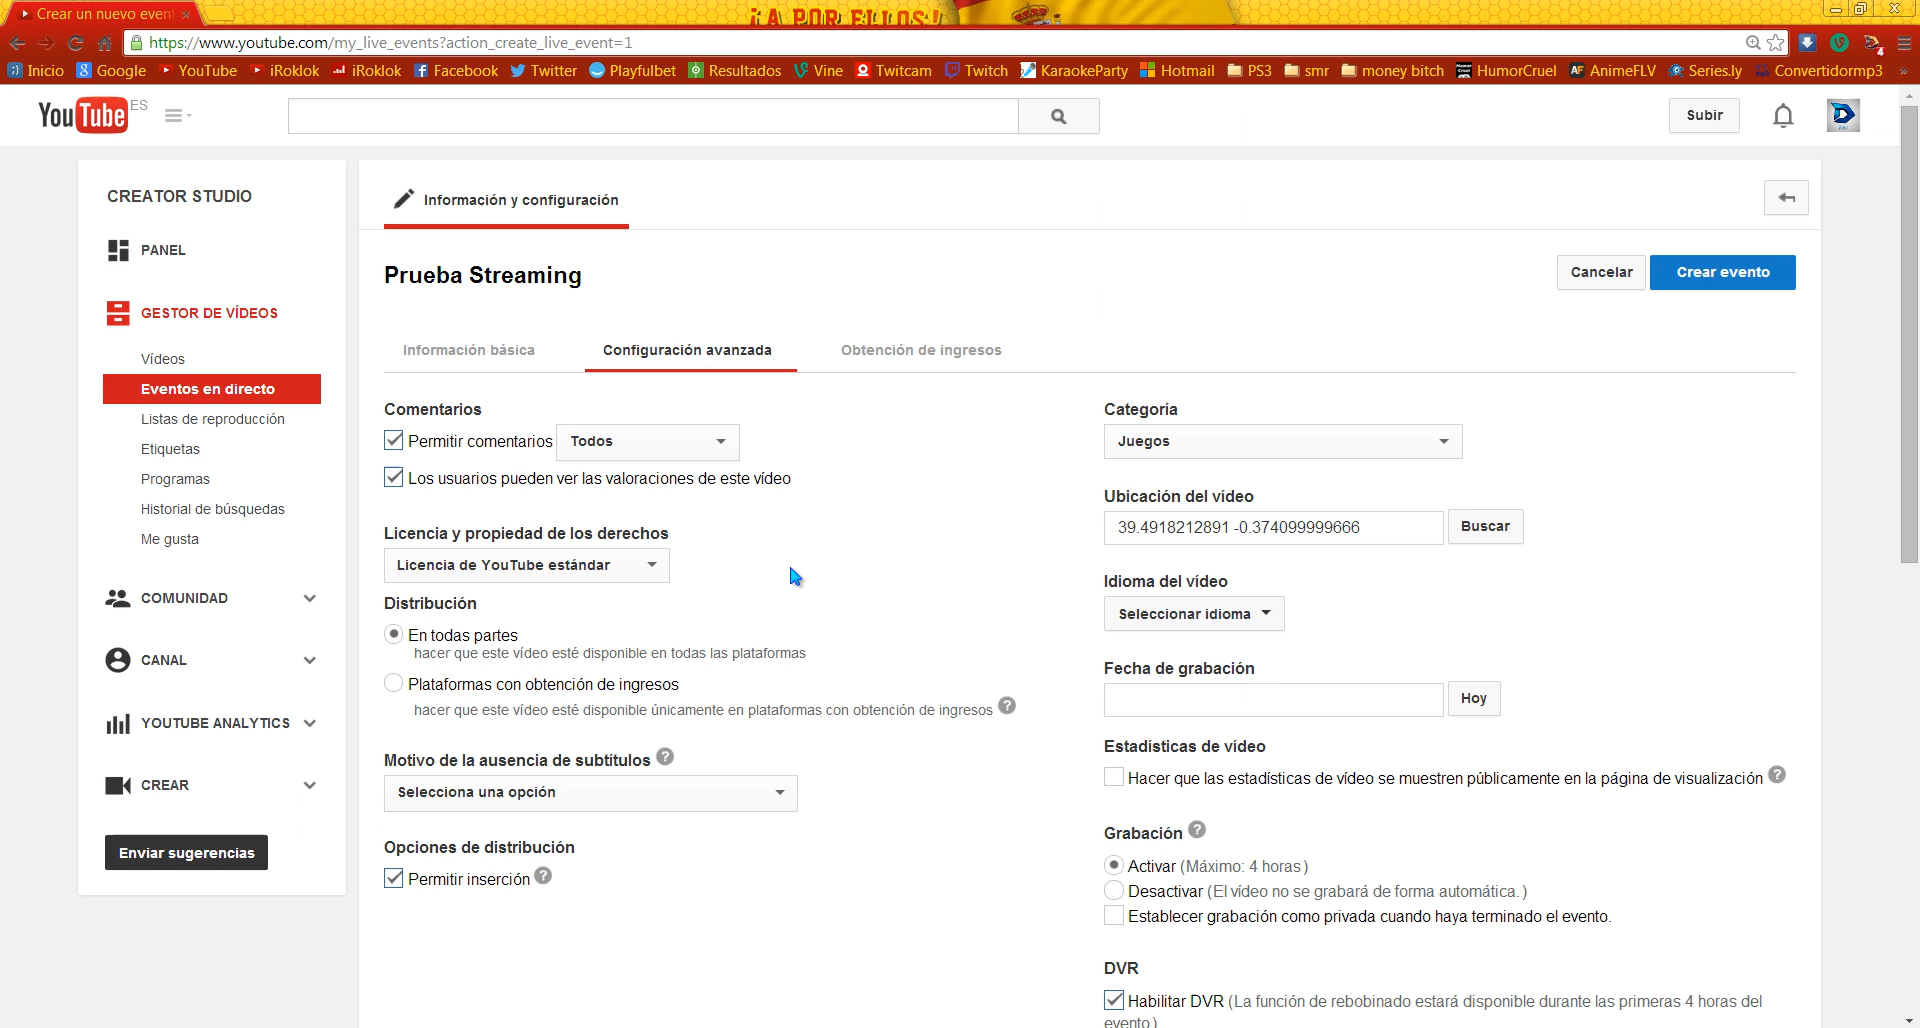 Crear un nuevo event
¡A POR ELLOS!
https://www.youtube.com/my_live_events?action_create_live_event=1
Inicio Google YouTube iRoklok iRoklok Facebook Twitter Playfulbet Resultados Vine Twitcam Twitch KaraokeParty Hotmail PS3 smr money bitch HumorCruel AnimeFLV Series.ly Convertidormp3 »
YouTube ES
Subir
CREATOR STUDIO
PANEL
GESTOR DE VÍDEOS
Vídeos
Eventos en directo
Listas de reproducción
Etiquetas
Programas
Historial de búsquedas
Me gusta
COMUNIDAD
CANAL
YOUTUBE ANALYTICS
CREAR
Enviar sugerencias
Información y configuración
Prueba Streaming
Cancelar
Crear evento
Información básica
Configuración avanzada
Obtención de ingresos
Comentarios
Permitir comentarios Todos
Los usuarios pueden ver las valoraciones de este vídeo
Licencia y propiedad de los derechos
Licencia de YouTube estándar
Distribución
En todas partes
hacer que este vídeo esté disponible en todas las plataformas
Plataformas con obtención de ingresos
hacer que este vídeo esté disponible únicamente en plataformas con obtención de ingresos ?
Motivo de la ausencia de subtítulos ?
Selecciona una opción
Opciones de distribución
Permitir inserción ?
Categoría
Juegos
Ubicación del vídeo
39.4918212891 -0.374099999666 Buscar
Idioma del vídeo
Seleccionar idioma
Fecha de grabación
Hoy
Estadísticas de vídeo
Hacer que las estadísticas de vídeo se muestren públicamente en la página de visualización ?
Grabación ?
Activar (Máximo: 4 horas)
Desactivar (El vídeo no se grabará de forma automática.)
Establecer grabación como privada cuando haya terminado el evento.
DVR
Habilitar DVR (La función de rebobinado estará disponible durante las primeras 4 horas del
evento)